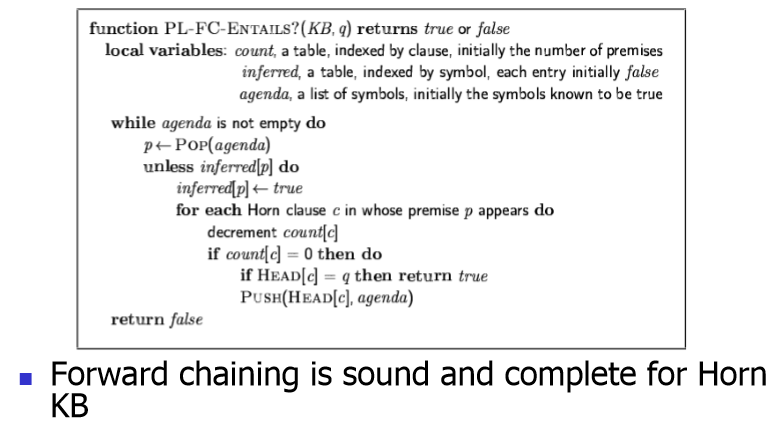 function PL-FC-ENTAILS?(KB, q) returns true or false
local variables: count, a table, indexed by clause, initially the number of premises
inferred, a table, indexed by symbol, each entry initially false
agenda, a list of symbols, initially the symbols known to be true
while agenda is not empty do
p ← POP(agenda)
unless inferred[p] do
inferred[p] ← true
for each Horn clause c in whose premise p appears do
decrement count[c]
if count[c] = 0 then do
if HEAD[c] = q then return true
PUSH(HEAD[c], agenda)
return false
Forward chaining is sound and complete for Horn
KB